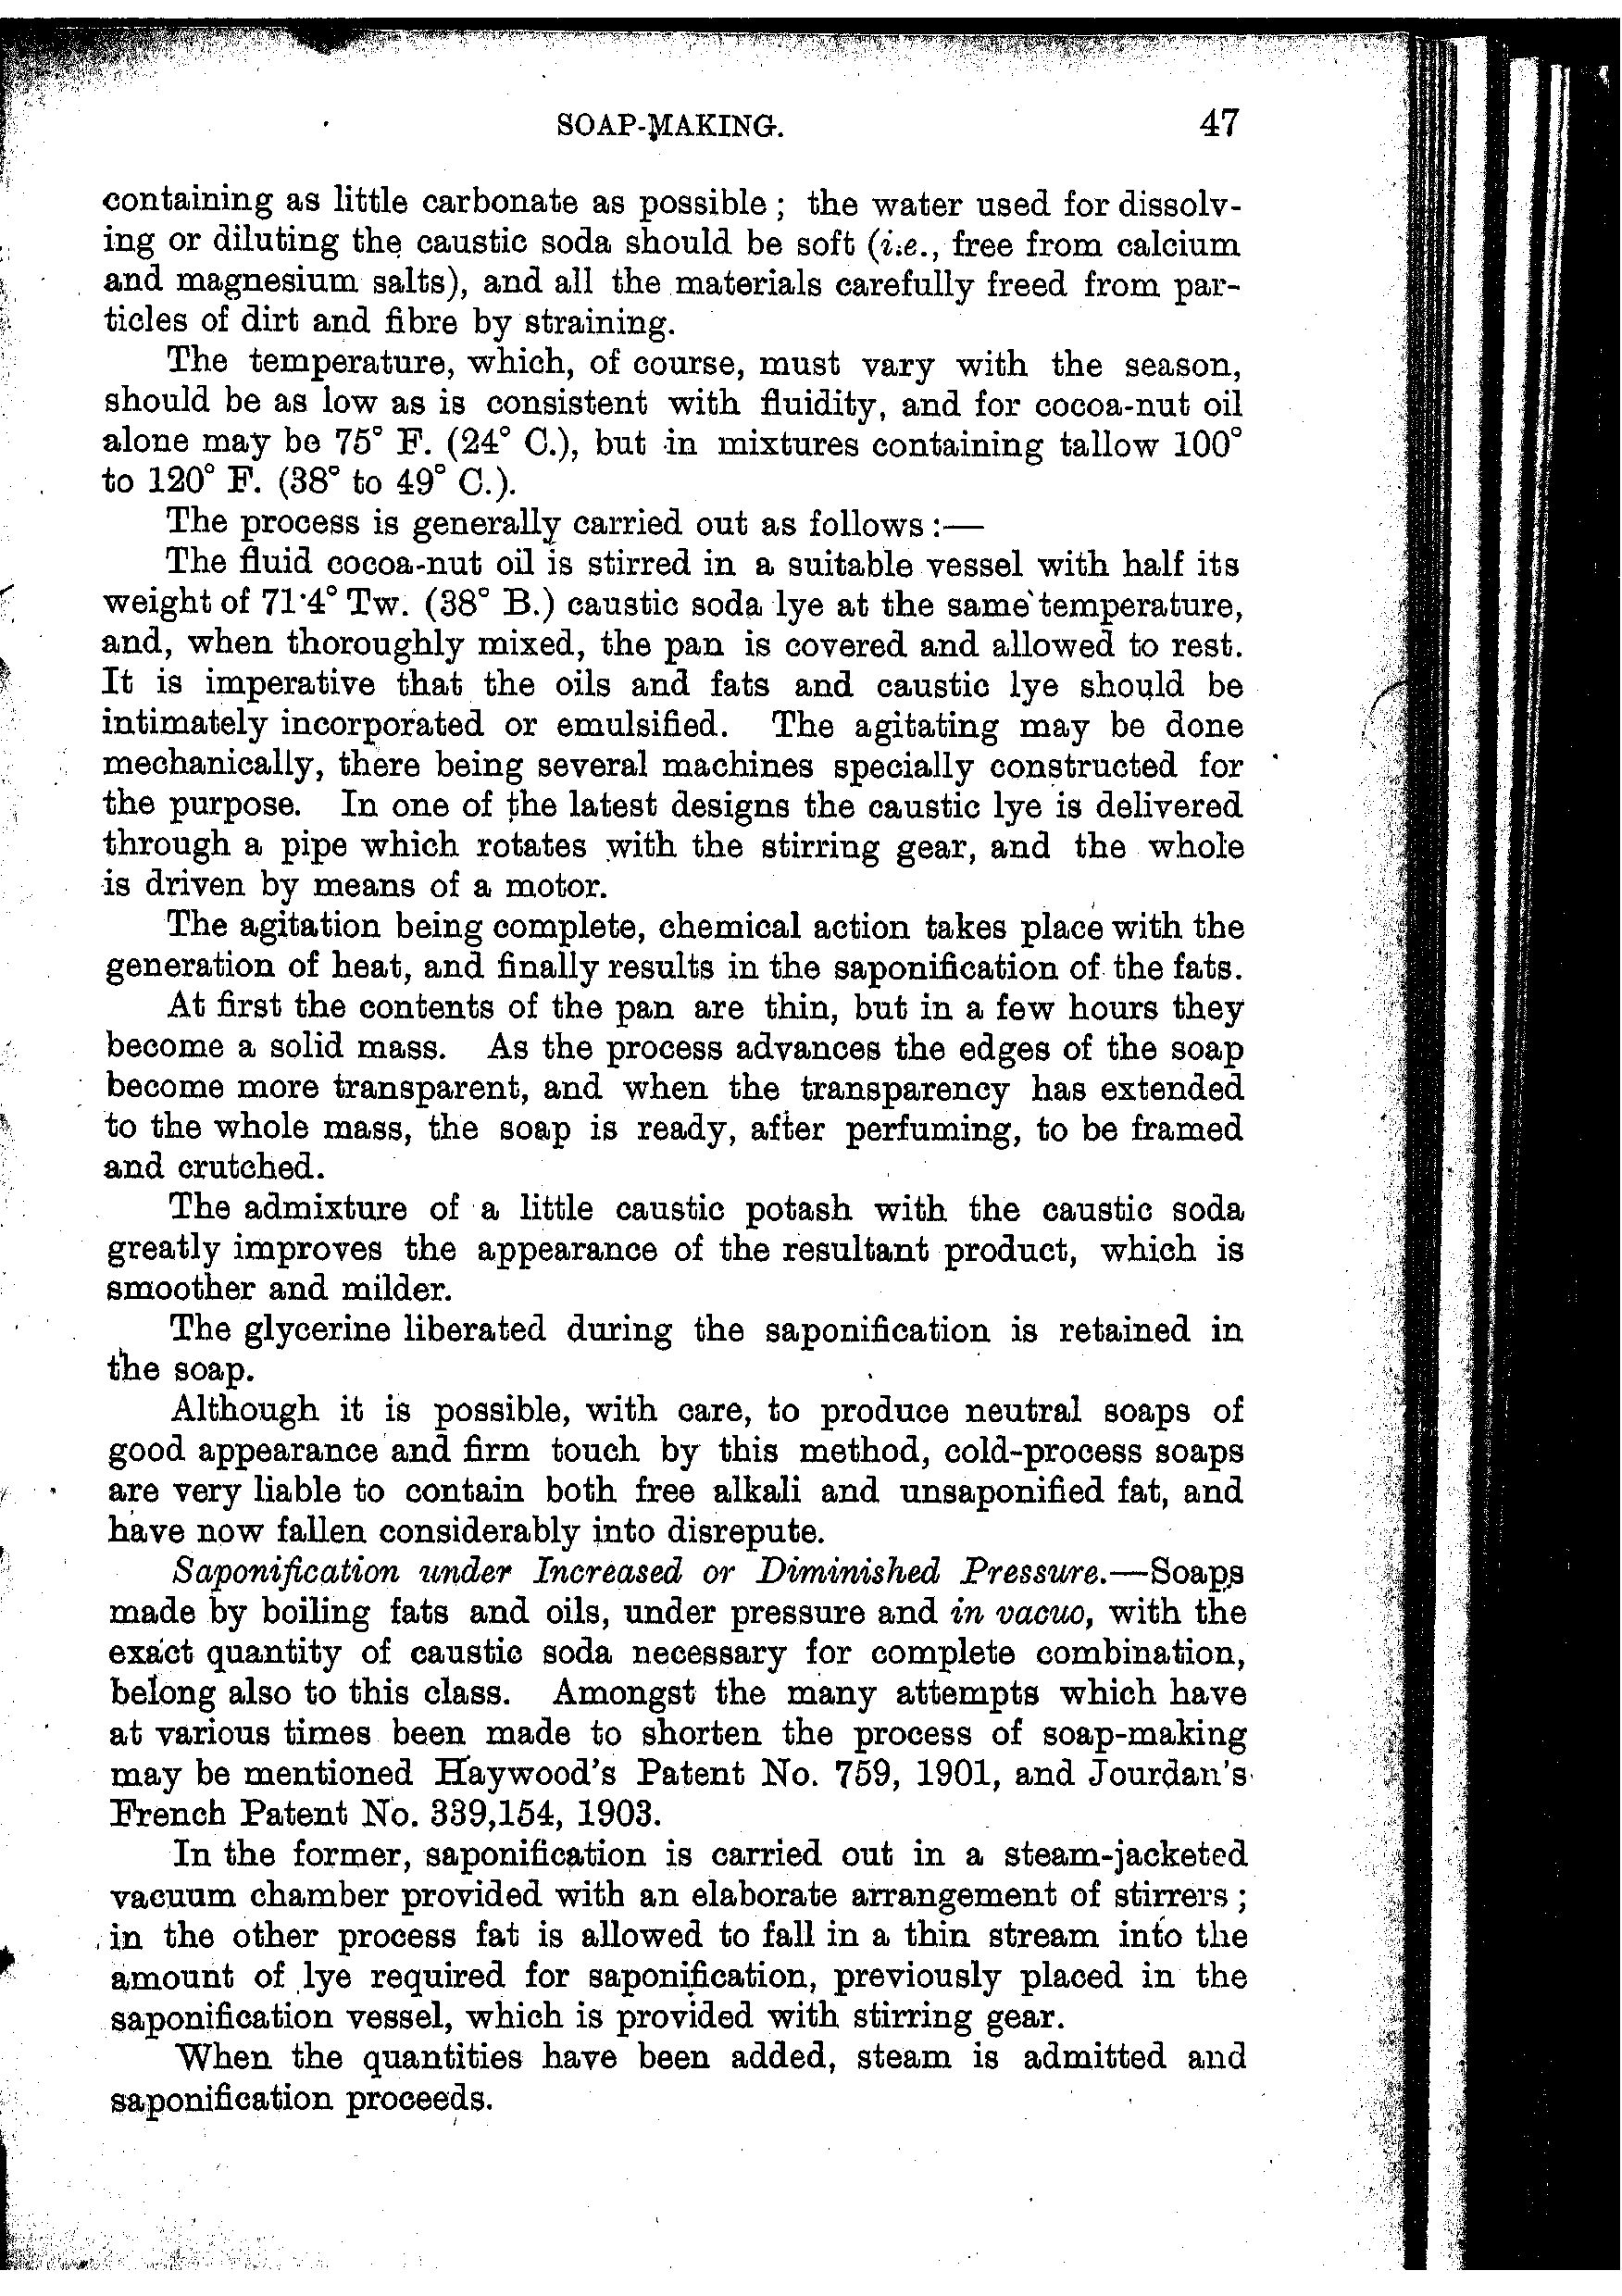 SOAP-MAKING. 47
containing as little carbonate as possible; the water used for dissolv-
ing or diluting the caustic soda should be soft (i.e., free from calcium
and magnesium salts), and all the materials carefully freed from par-
ticles of dirt and fibre by straining.
The temperature, which, of course, must vary with the season,
should be as low as is consistent with fluidity, and for cocoa-nut oil
alone may be 75° F. (24° C.), but in mixtures containing tallow 100°
to 120° F. (38° to 49° C.).
The process is generally carried out as follows:—
The fluid cocoa-nut oil is stirred in a suitable vessel with half its
weight of 71·4° Tw. (38° B.) caustic soda lye at the same temperature,
and, when thoroughly mixed, the pan is covered and allowed to rest.
It is imperative that the oils and fats and caustic lye should be
intimately incorporated or emulsified. The agitating may be done
mechanically, there being several machines specially constructed for
the purpose. In one of the latest designs the caustic lye is delivered
through a pipe which rotates with the stirring gear, and the whole
is driven by means of a motor.
The agitation being complete, chemical action takes place with the
generation of heat, and finally results in the saponification of the fats.
At first the contents of the pan are thin, but in a few hours they
become a solid mass. As the process advances the edges of the soap
become more transparent, and when the transparency has extended
to the whole mass, the soap is ready, after perfuming, to be framed
and crutched.
The admixture of a little caustic potash with the caustic soda
greatly improves the appearance of the resultant product, which is
smoother and milder.
The glycerine liberated during the saponification is retained in
the soap.
Although it is possible, with care, to produce neutral soaps of
good appearance and firm touch by this method, cold-process soaps
are very liable to contain both free alkali and unsaponified fat, and
have now fallen considerably into disrepute.
Saponification under Increased or Diminished Pressure.—Soaps
made by boiling fats and oils, under pressure and in vacuo, with the
exact quantity of caustic soda necessary for complete combination,
belong also to this class. Amongst the many attempts which have
at various times been made to shorten the process of soap-making
may be mentioned Haywood's Patent No. 759, 1901, and Jourdan's
French Patent No. 339,154, 1903.
In the former, saponification is carried out in a steam-jacketed
vacuum chamber provided with an elaborate arrangement of stirrers;
in the other process fat is allowed to fall in a thin stream into the
amount of lye required for saponification, previously placed in the
saponification vessel, which is provided with stirring gear.
When the quantities have been added, steam is admitted and
saponification proceeds.